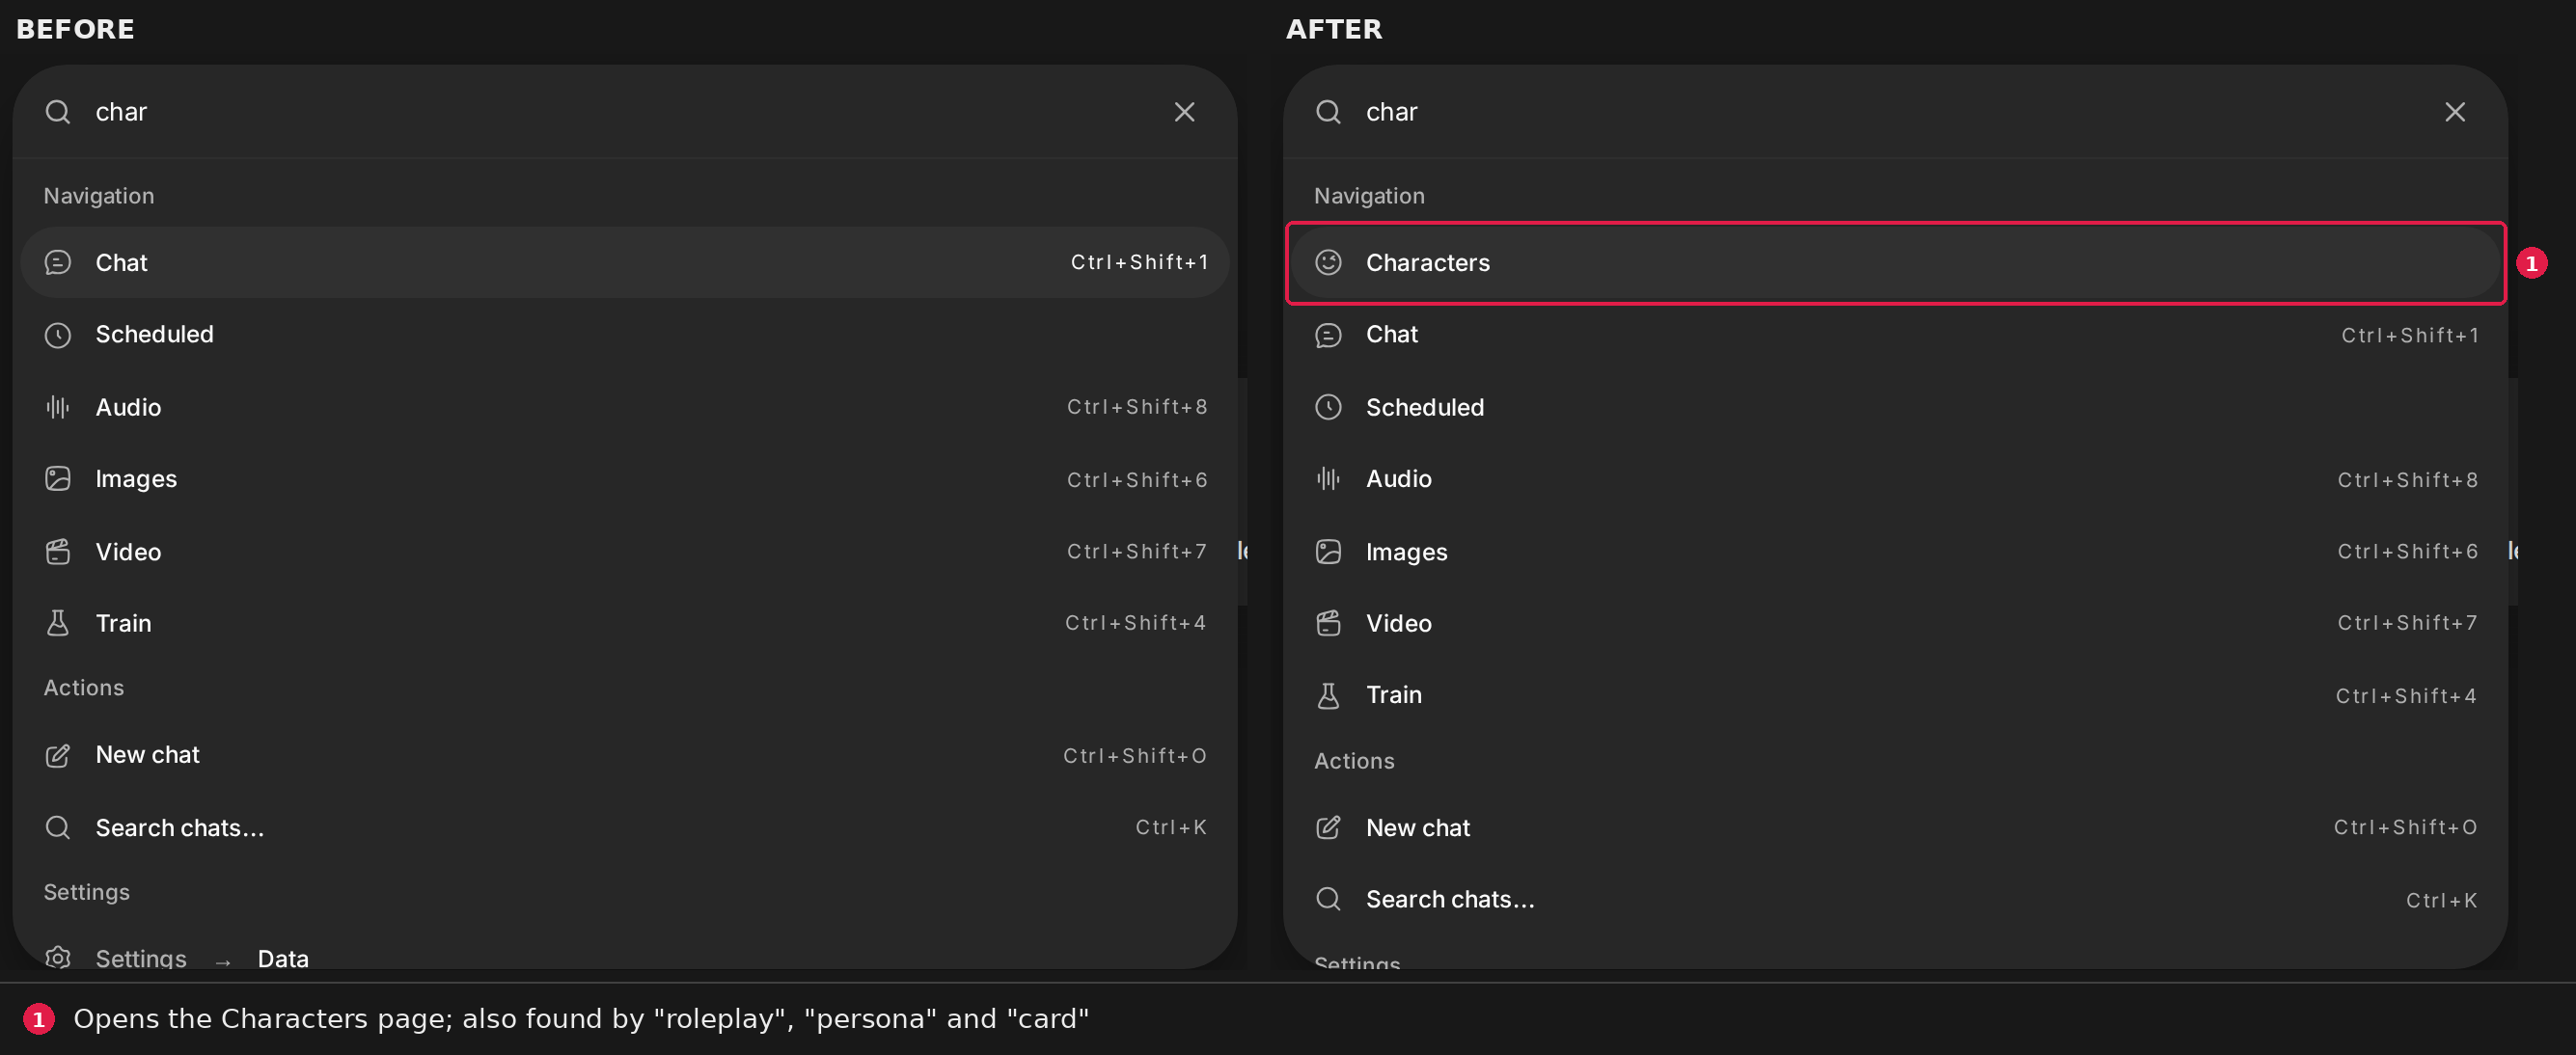 BEFORE
char
Navigation
Chat Ctrl+Shift+1
Scheduled
Audio Ctrl+Shift+8
Images Ctrl+Shift+6
Video Ctrl+Shift+7
Train Ctrl+Shift+4
Actions
New chat Ctrl+Shift+O
Search chats... Ctrl+K
Settings
Settings → Data
AFTER
char
Navigation
Characters 1
Chat Ctrl+Shift+1
Scheduled
Audio Ctrl+Shift+8
Images Ctrl+Shift+6
Video Ctrl+Shift+7
Train Ctrl+Shift+4
Actions
New chat Ctrl+Shift+O
Search chats... Ctrl+K
Settings
1 Opens the Characters page; also found by "roleplay", "persona" and "card"